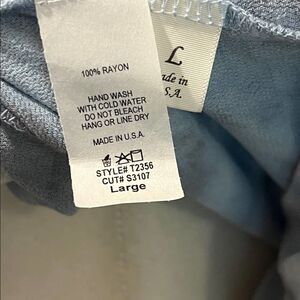 100% RAYON
HAND WASH
WITH COLD WATER
DO NOT BLEACH
HANG OR LINE DRY
MADE IN U.S.A.
STYLE# T2356
CUT# S3107
Large
L
in